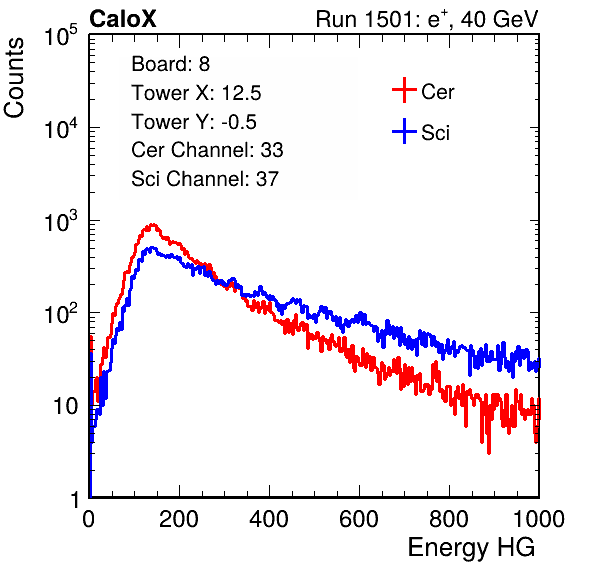 CaloX Run 1501: e⁺, 40 GeV
Counts
10⁵
10⁴
10³
10²
10
1
Board: 8
Tower X: 12.5
Tower Y: -0.5
Cer Channel: 33
Sci Channel: 37
Cer
Sci
0 200 400 600 800 1000
Energy HG